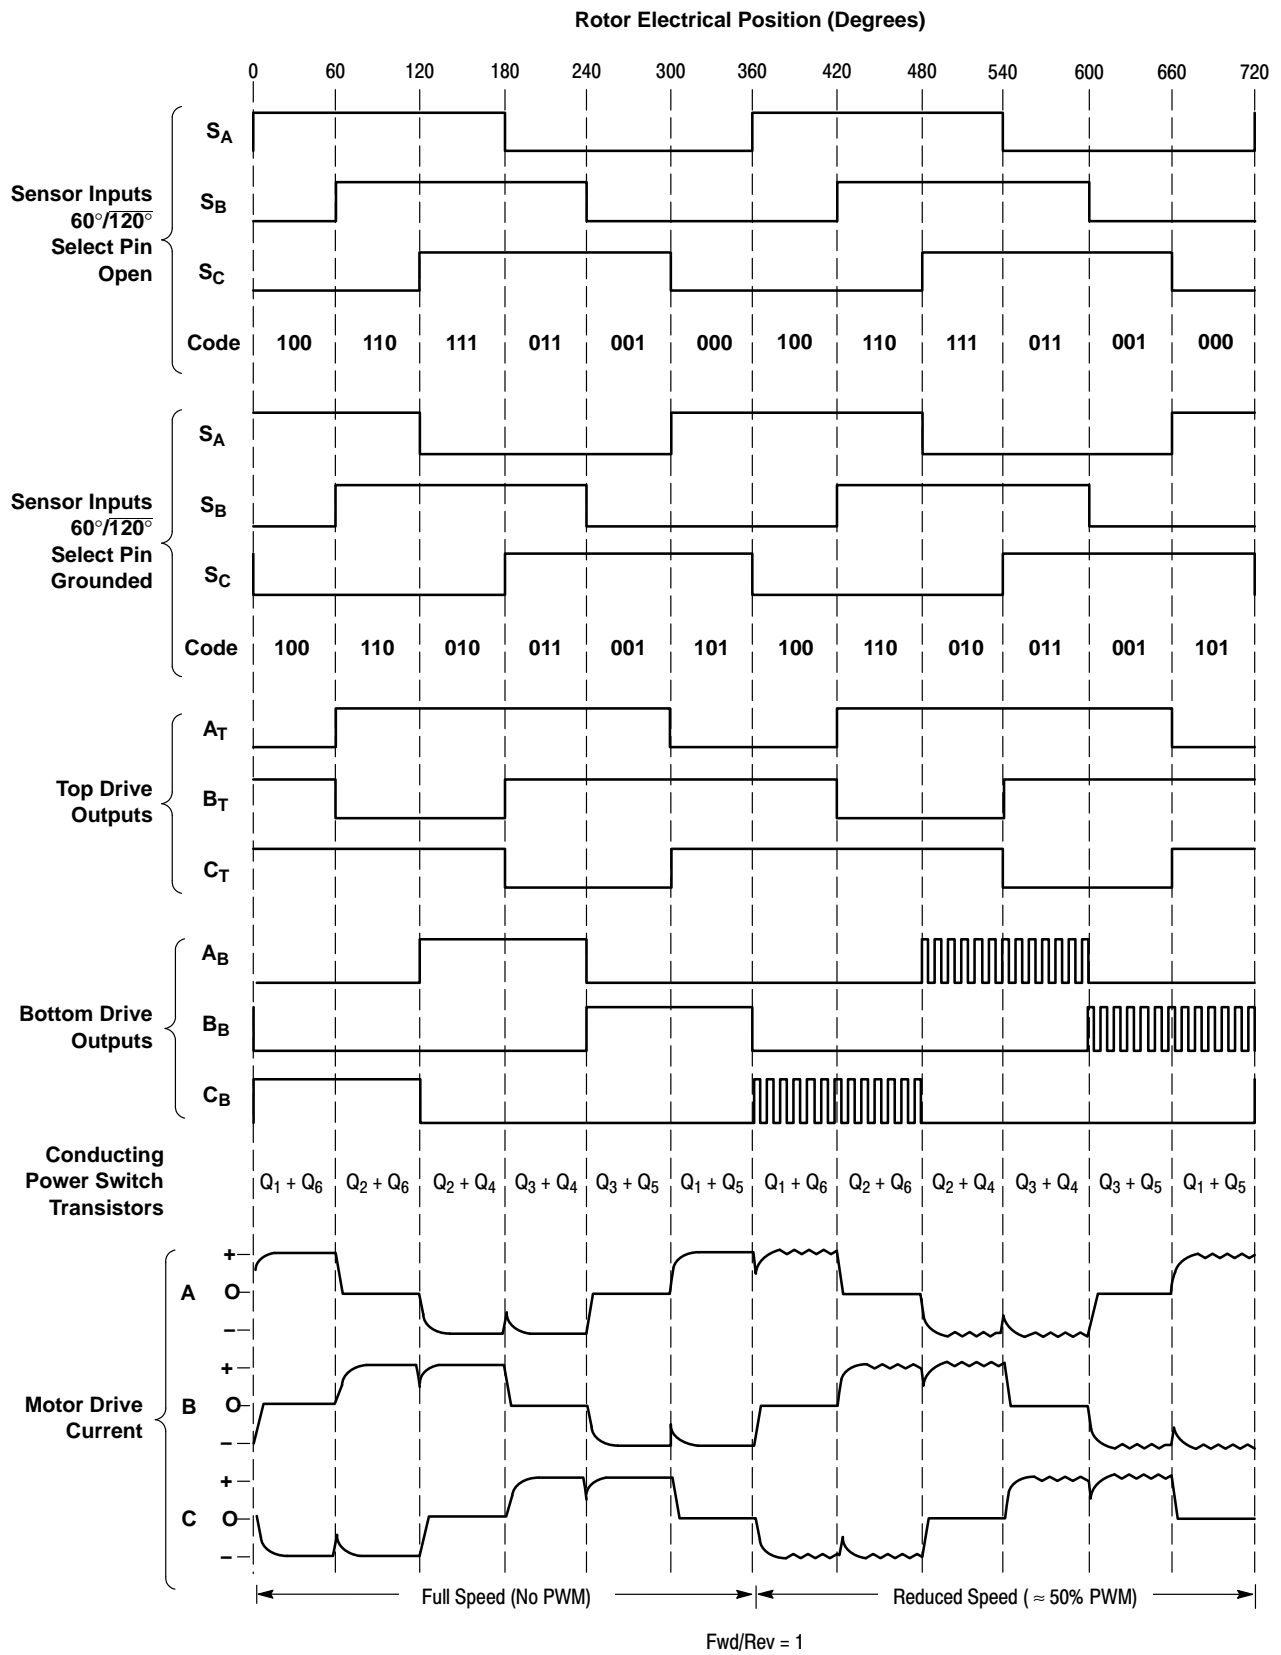 Rotor Electrical Position (Degrees)
0 60 120 180 240 300 360 420 480 540 600 660 720
Sensor Inputs
60°/120°
Select Pin
Open
SA
SB
SC
Code 100 110 111 011 001 000 100 110 111 011 001 000
Sensor Inputs
60°/120°
Select Pin
Grounded
SA
SB
SC
Code 100 110 010 011 001 101 100 110 010 011 001 101
Top Drive
Outputs
AT
BT
CT
Bottom Drive
Outputs
AB
BB
CB
Conducting
Power Switch
Transistors
Q1 + Q6 Q2 + Q6 Q2 + Q4 Q3 + Q4 Q3 + Q5 Q1 + Q5 Q1 + Q6 Q2 + Q6 Q2 + Q4 Q3 + Q4 Q3 + Q5 Q1 + Q5
Motor Drive
Current
+
A O
–
+
B O
–
+
C O
–
Full Speed (No PWM) Reduced Speed ( ≈ 50% PWM)
Fwd/Rev = 1